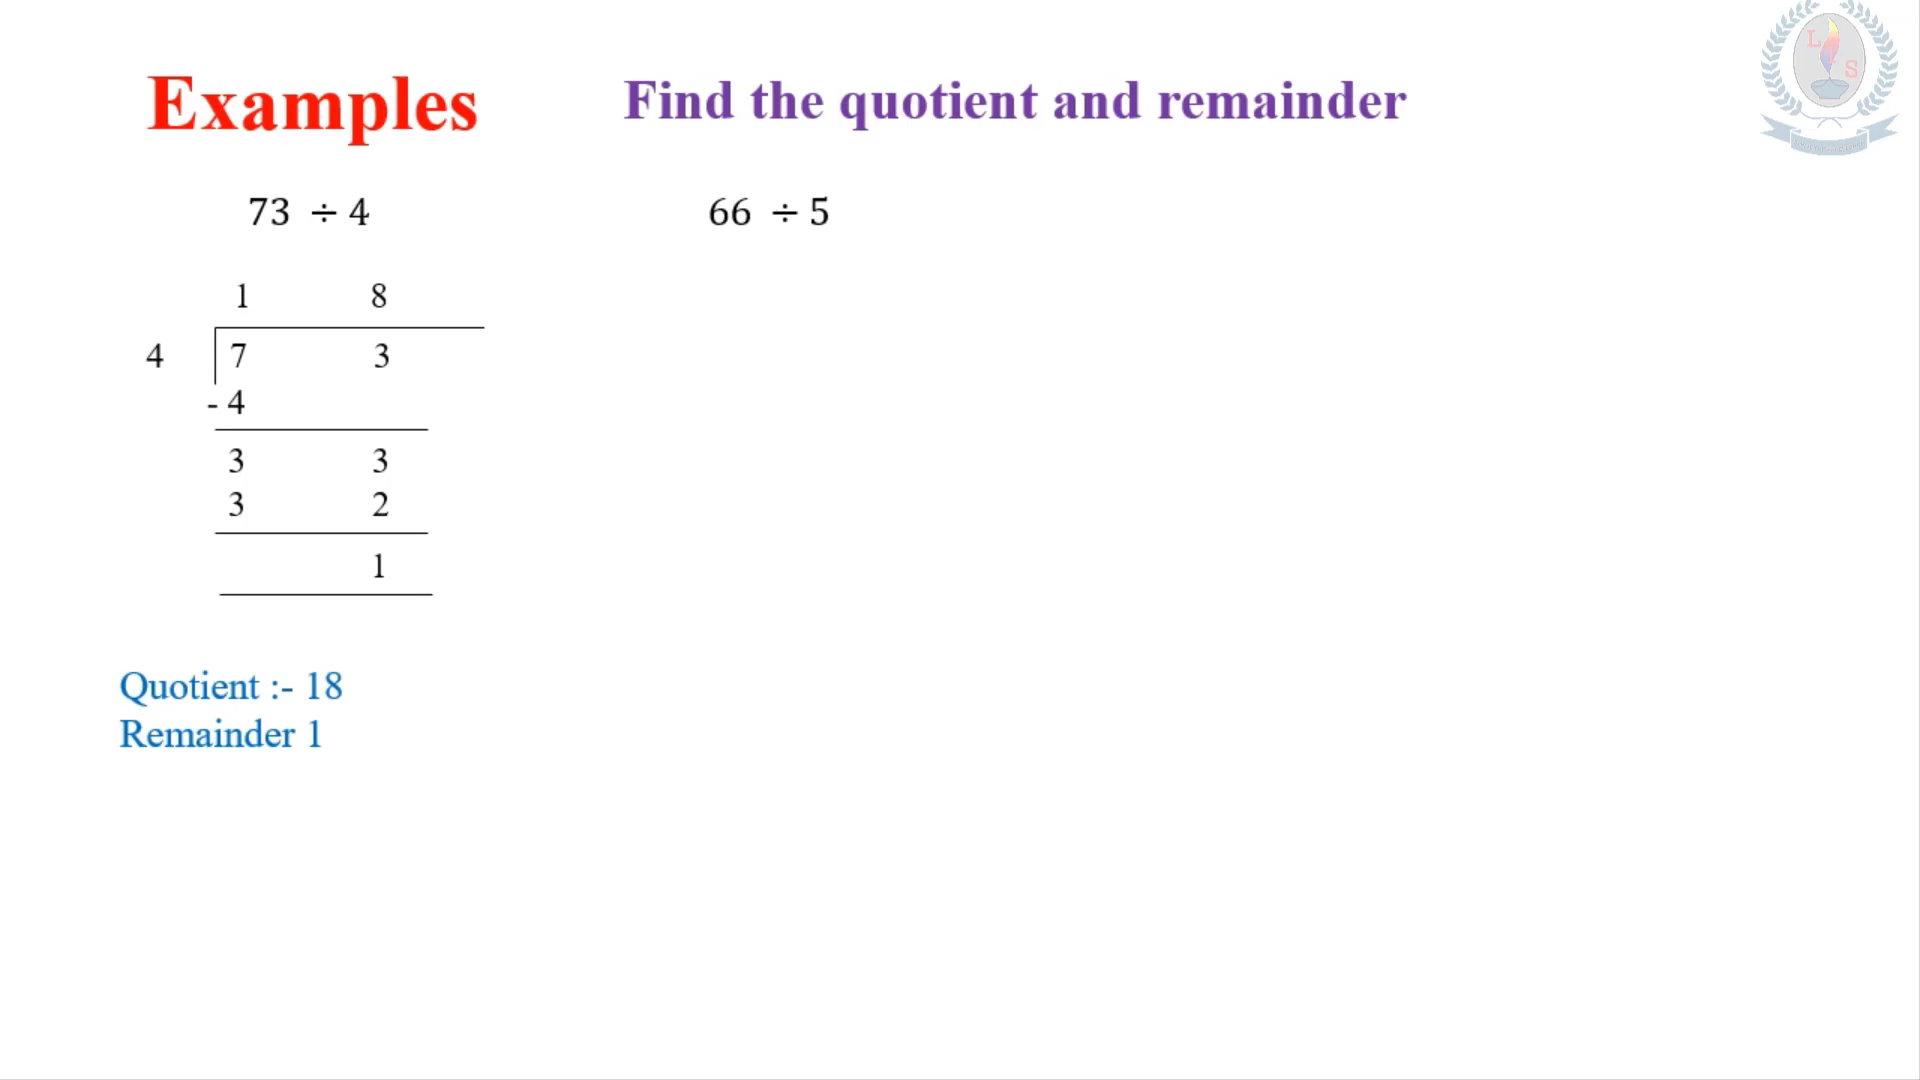 Examples
Find the quotient and remainder
73 ÷ 4
66 ÷ 5
1 8
4 7 3
- 4
3 3
3 2
1
Quotient :- 18
Remainder 1
L
S